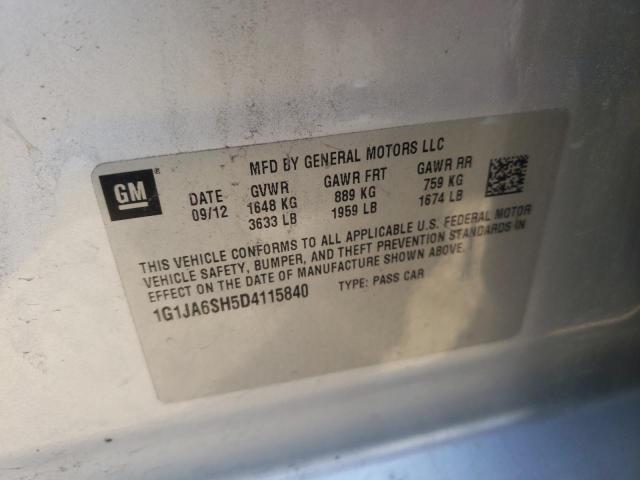 MFD BY GENERAL MOTORS LLC
GM ®
DATE GVWR GAWR FRT GAWR RR
09/12 1648 KG 889 KG 759 KG
3633 LB 1959 LB 1674 LB
THIS VEHICLE CONFORMS TO ALL APPLICABLE U.S. FEDERAL MOTOR
VEHICLE SAFETY, BUMPER, AND THEFT PREVENTION STANDARDS IN
EFFECT ON THE DATE OF MANUFACTURE SHOWN ABOVE.
1G1JA6SH5D4115840 TYPE: PASS CAR